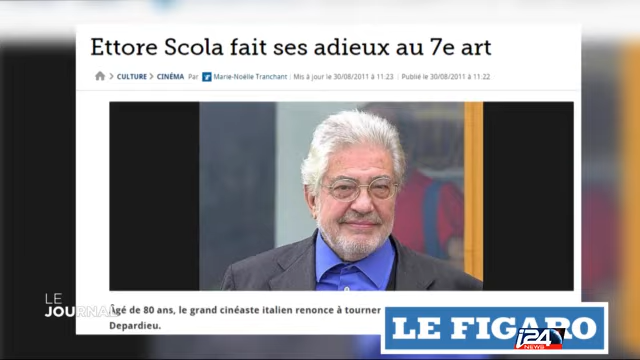 Ettore Scola fait ses adieux au 7e art
CULTURE CINÉMA Par Marie-Noëlle Tranchant Mis à jour le 30/08/2011 à 11:23 Publié le 30/08/2011 à 11:22
Âgé de 80 ans, le grand cinéaste italien renonce à tourner
Depardieu.
LE
JOURNAL
LE FIGARO
i24
NEWS